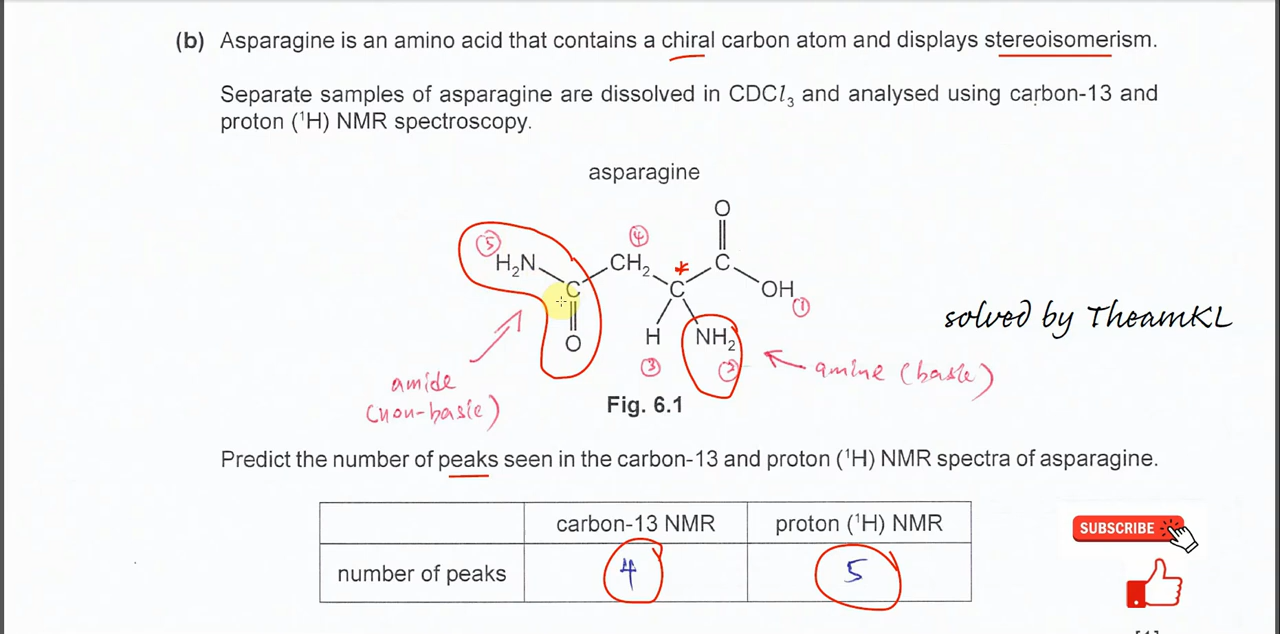 (b) Asparagine is an amino acid that contains a chiral carbon atom and displays stereoisomerism.
Separate samples of asparagine are dissolved in CDCl₃ and analysed using carbon-13 and
proton (¹H) NMR spectroscopy.
asparagine
O
⑤ ④ *
H₂N CH₂ C
C C OH ①
O H NH₂
③ ②
amide
(non-basic)
amine (basic)
solved by TheamKL
Fig. 6.1
Predict the number of peaks seen in the carbon-13 and proton (¹H) NMR spectra of asparagine.
carbon-13 NMR proton (¹H) NMR
number of peaks 4 5
SUBSCRIBE